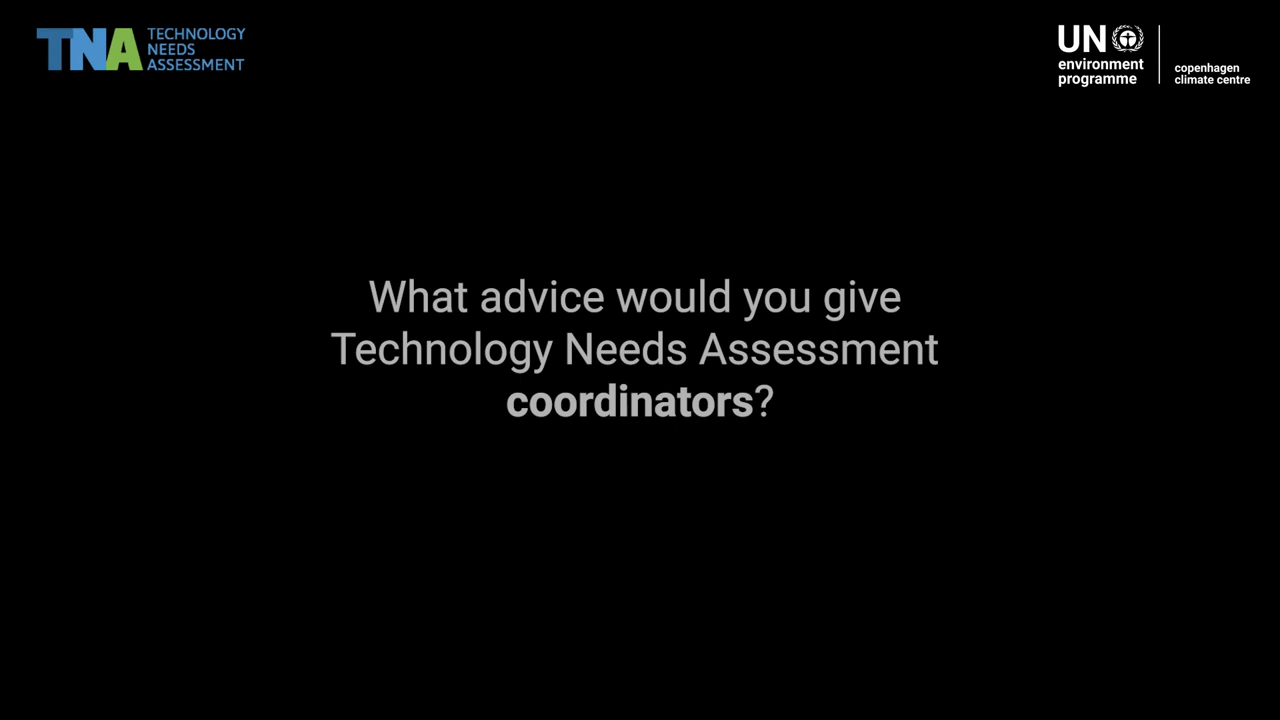 TNA
TECHNOLOGY
NEEDS
ASSESSMENT
UN
environment
programme
copenhagen
climate centre
What advice would you give
Technology Needs Assessment
coordinators?